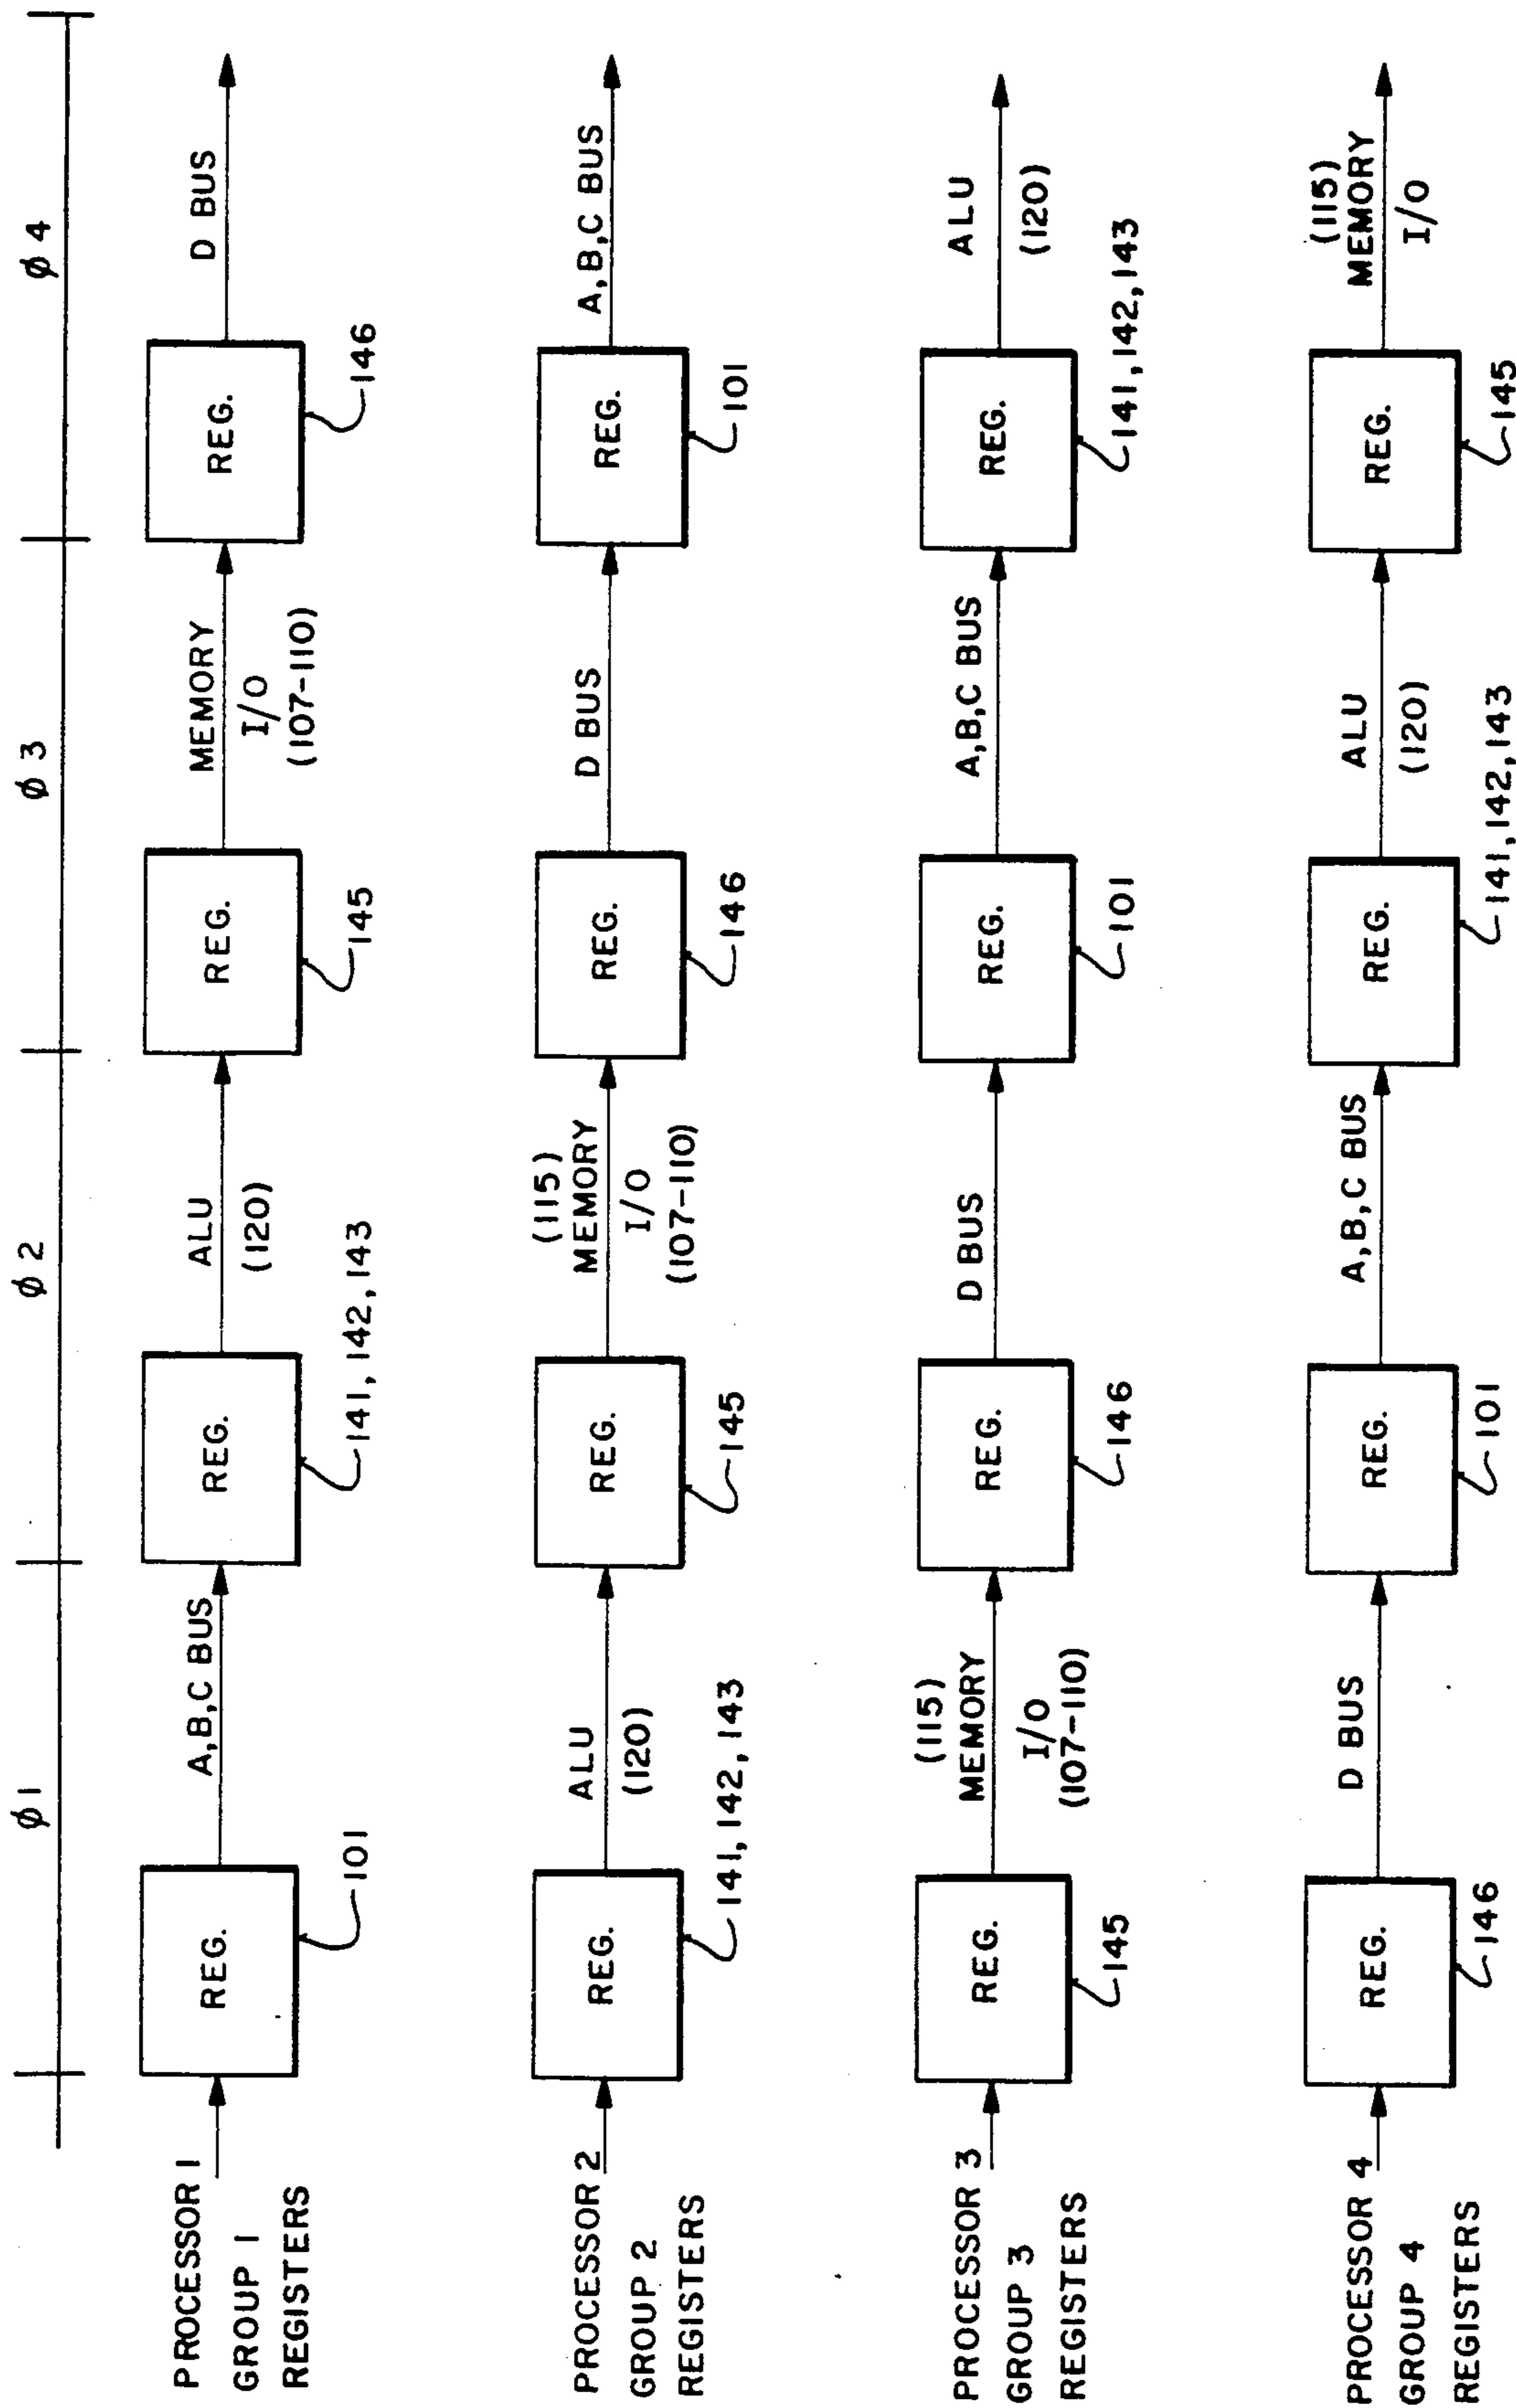 ø1 ø2 ø3 ø4
PROCESSOR 1
GROUP 1
REGISTERS
REG.
101
A,B,C BUS
REG.
141, 142, 143
ALU
(120)
REG.
145
MEMORY
I/O
(107-110)
REG.
146
D BUS
PROCESSOR 2
GROUP 2
REGISTERS
REG.
141, 142, 143
ALU
(120)
REG.
145
(115)
MEMORY
I/O
(107-110)
REG.
146
D BUS
REG.
101
A,B,C BUS
PROCESSOR 3
GROUP 3
REGISTERS
REG.
145
(115)
MEMORY
I/O
(107-110)
REG.
146
D BUS
REG.
101
A,B,C BUS
REG.
141, 142, 143
ALU
(120)
PROCESSOR 4
GROUP 4
REGISTERS
REG.
146
D BUS
REG.
101
A,B,C BUS
REG.
141, 142, 143
ALU
(120)
REG.
145
(115)
MEMORY
I/O